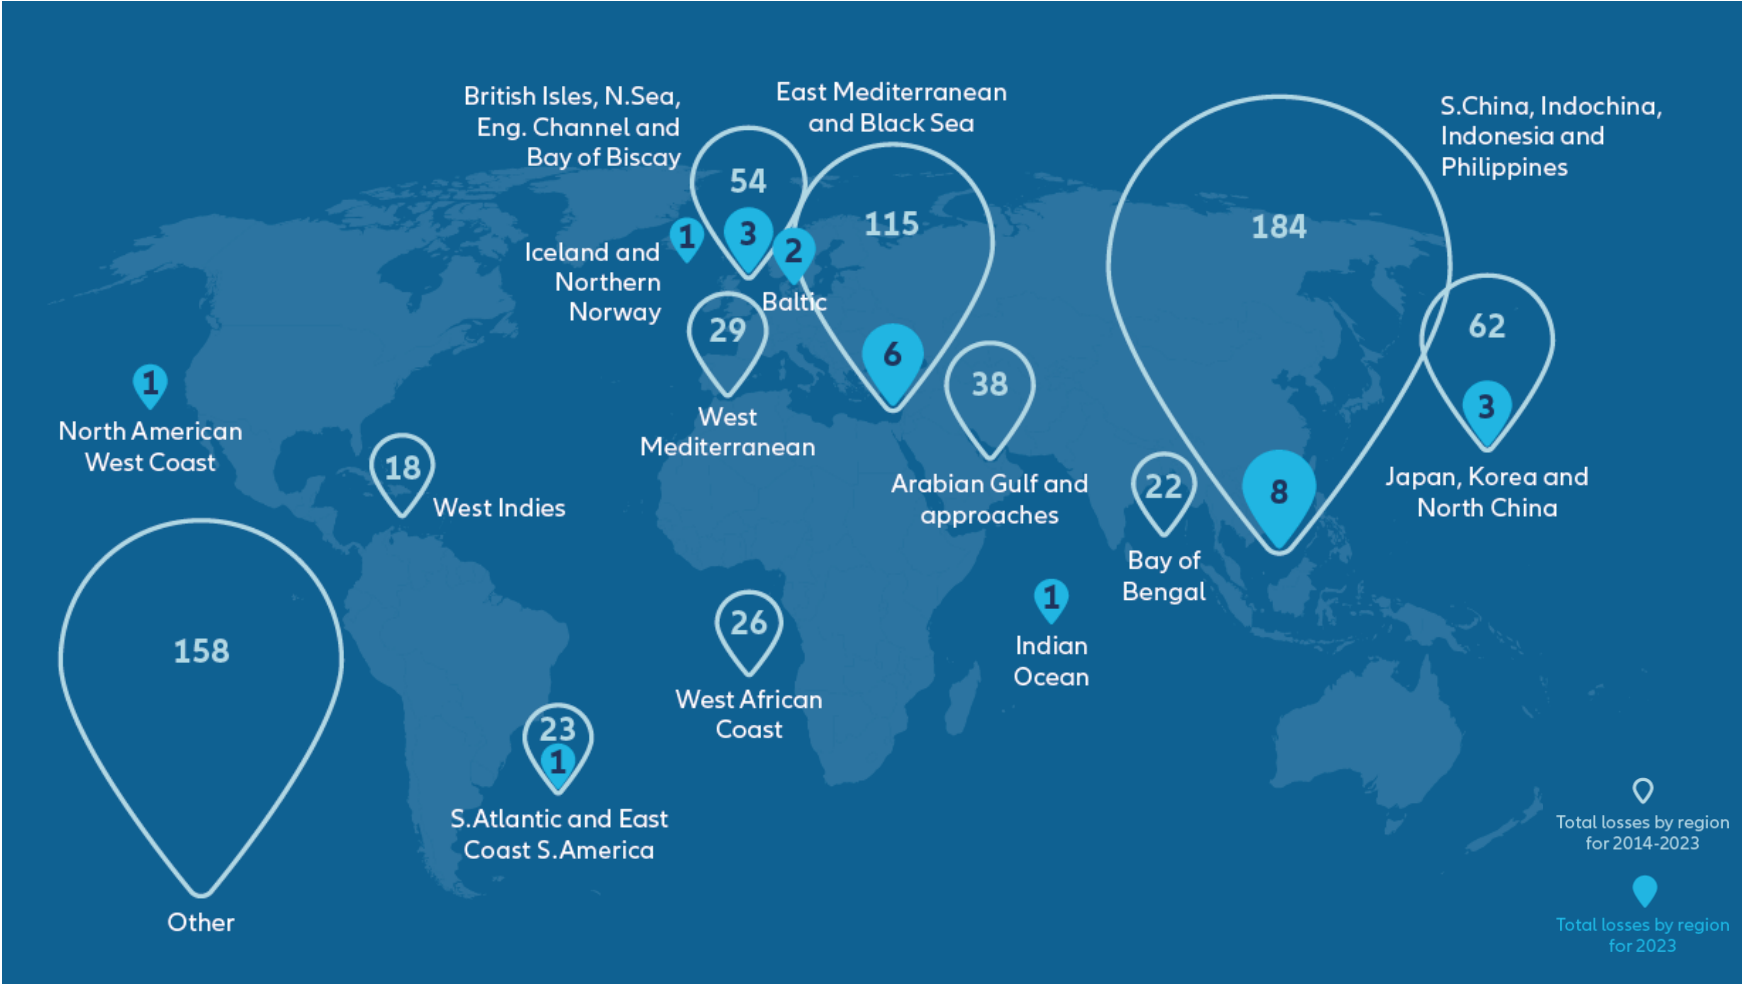 British Isles, N.Sea,
Eng. Channel and
Bay of Biscay
54
3
East Mediterranean
and Black Sea
115
6
S.China, Indochina,
Indonesia and
Philippines
184
8
1
Iceland and
Northern
Norway
2
Baltic
29
West
Mediterranean
38
Arabian Gulf and
approaches
62
3
Japan, Korea and
North China
1
North American
West Coast
18
West Indies
22
Bay of
Bengal
1
Indian
Ocean
26
West African
Coast
158
Other
23
1
S.Atlantic and East
Coast S.America
Total losses by region
for 2014-2023
Total losses by region
for 2023